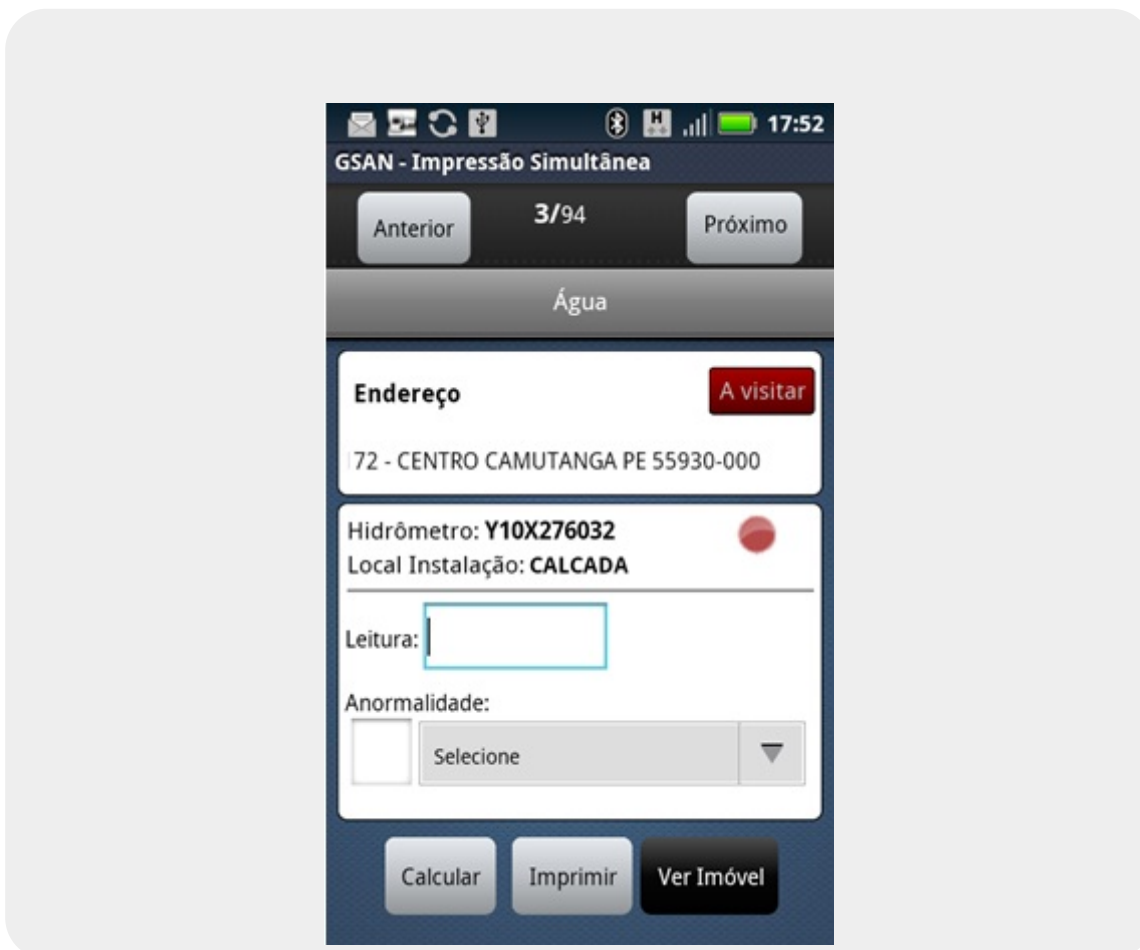 17:52
GSAN - Impressão Simultânea
Anterior
3/94
Próximo
Água
Endereço
A visitar
72 - CENTRO CAMUTANGA PE 55930-000
Hidrômetro: Y10X276032
Local Instalação: CALCADA
Leitura:
Anormalidade:
Selecione
Calcular
Imprimir
Ver Imóvel